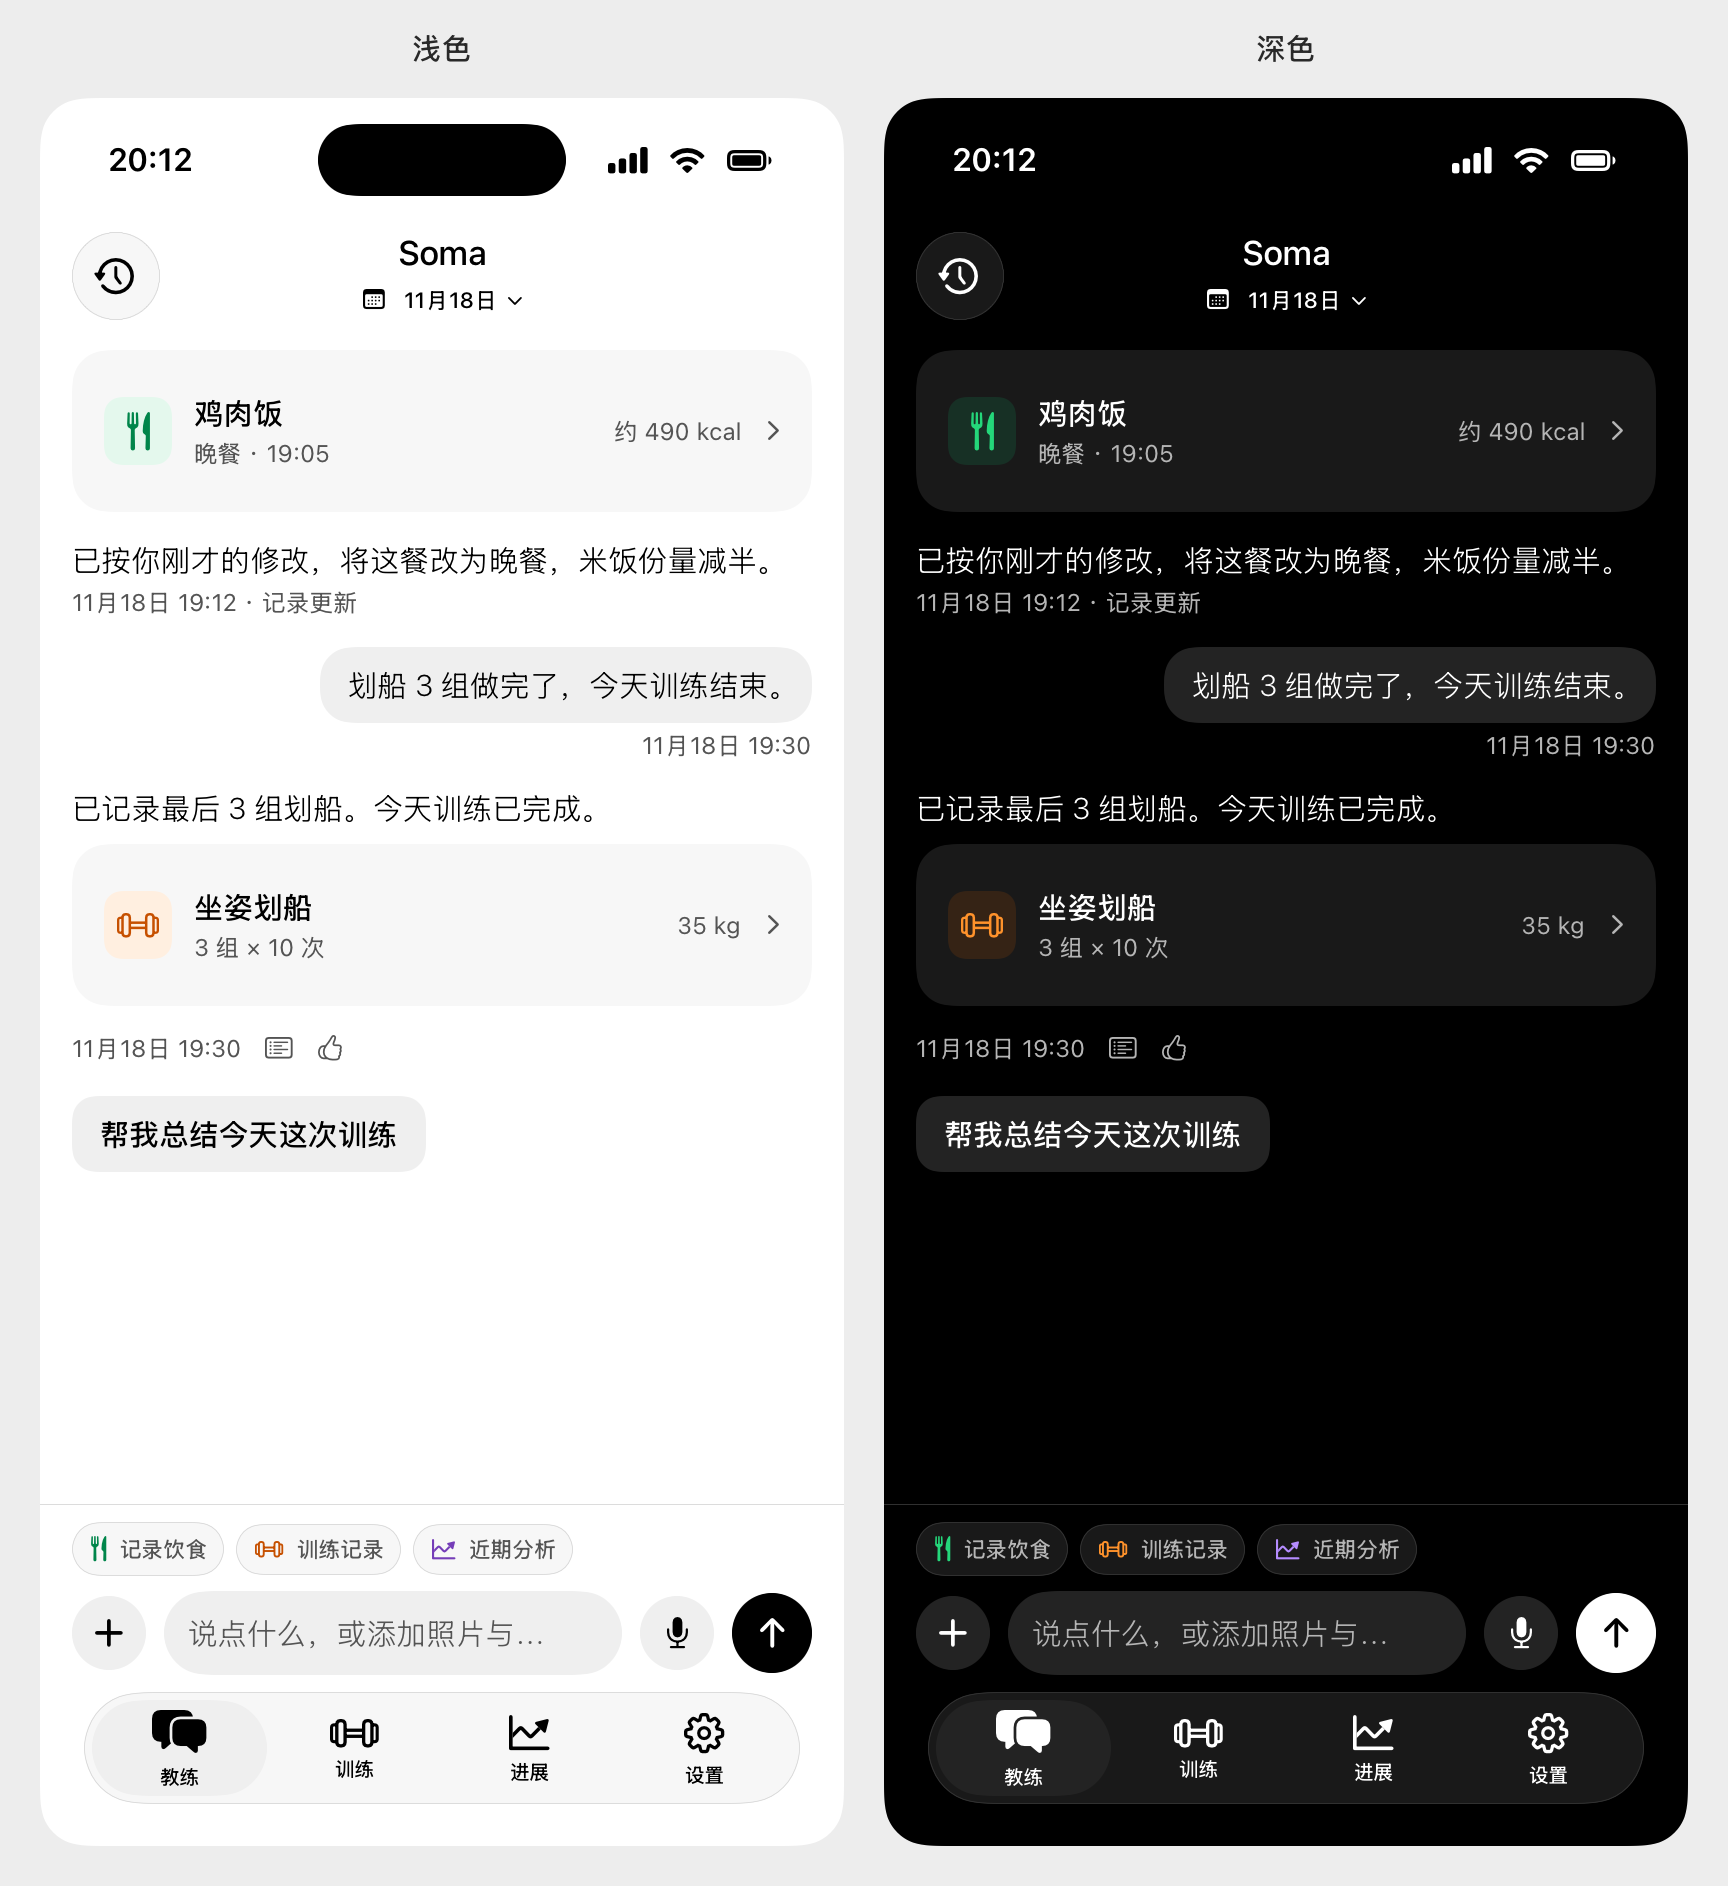 浅色
20:12
Soma
11月18日
鸡肉饭
晚餐 · 19:05
约 490 kcal
已按你刚才的修改，将这餐改为晚餐，米饭份量减半。
11月18日 19:12 · 记录更新
划船 3 组做完了，今天训练结束。
11月18日 19:30
已记录最后 3 组划船。今天训练已完成。
坐姿划船
3 组 × 10 次
35 kg
11月18日 19:30
帮我总结今天这次训练
记录饮食
训练记录
近期分析
说点什么，或添加照片与...
教练
训练
进展
设置
深色
20:12
Soma
11月18日
鸡肉饭
晚餐 · 19:05
约 490 kcal
已按你刚才的修改，将这餐改为晚餐，米饭份量减半。
11月18日 19:12 · 记录更新
划船 3 组做完了，今天训练结束。
11月18日 19:30
已记录最后 3 组划船。今天训练已完成。
坐姿划船
3 组 × 10 次
35 kg
11月18日 19:30
帮我总结今天这次训练
记录饮食
训练记录
近期分析
说点什么，或添加照片与...
教练
训练
进展
设置